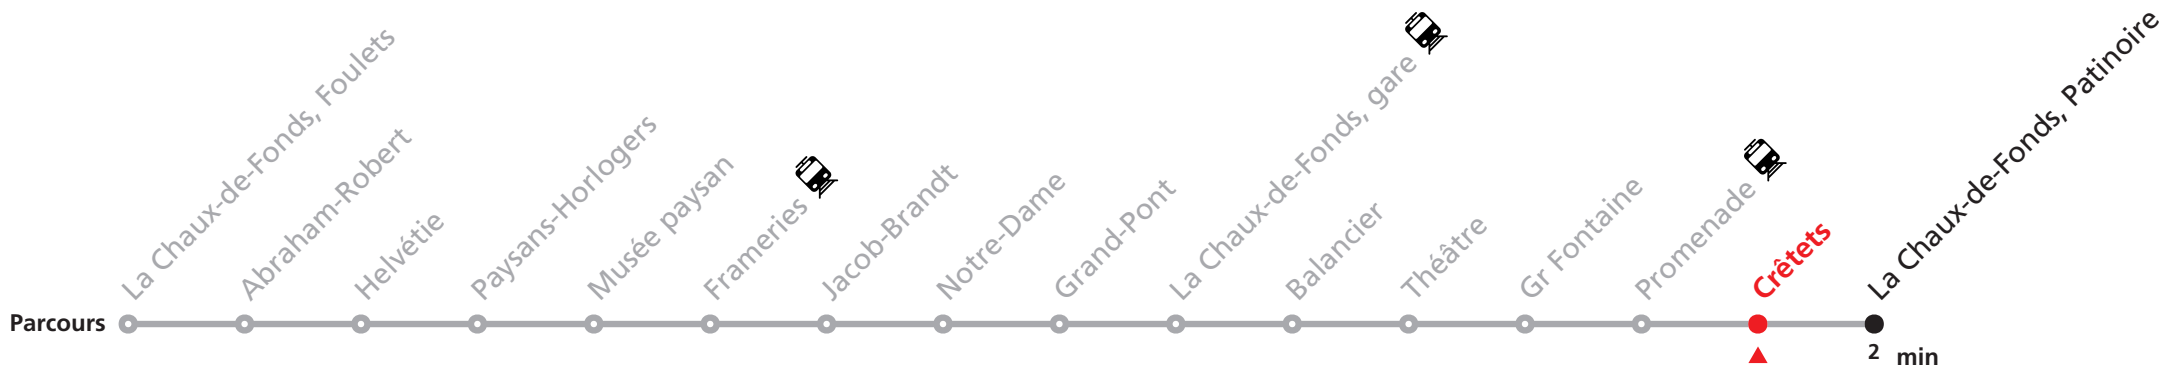 La Chaux-de-Fonds, Foulets
Abraham-Robert
Helvétie
Paysans-Horlogers
Musée paysan
Frameries
Jacob-Brandt
Notre-Dame
Grand-Pont
La Chaux-de-Fonds, gare
Balancier
Théâtre
Gr Fontaine
Promenade
Crêtets
La Chaux-de-Fonds, Patinoire
Parcours
2 min